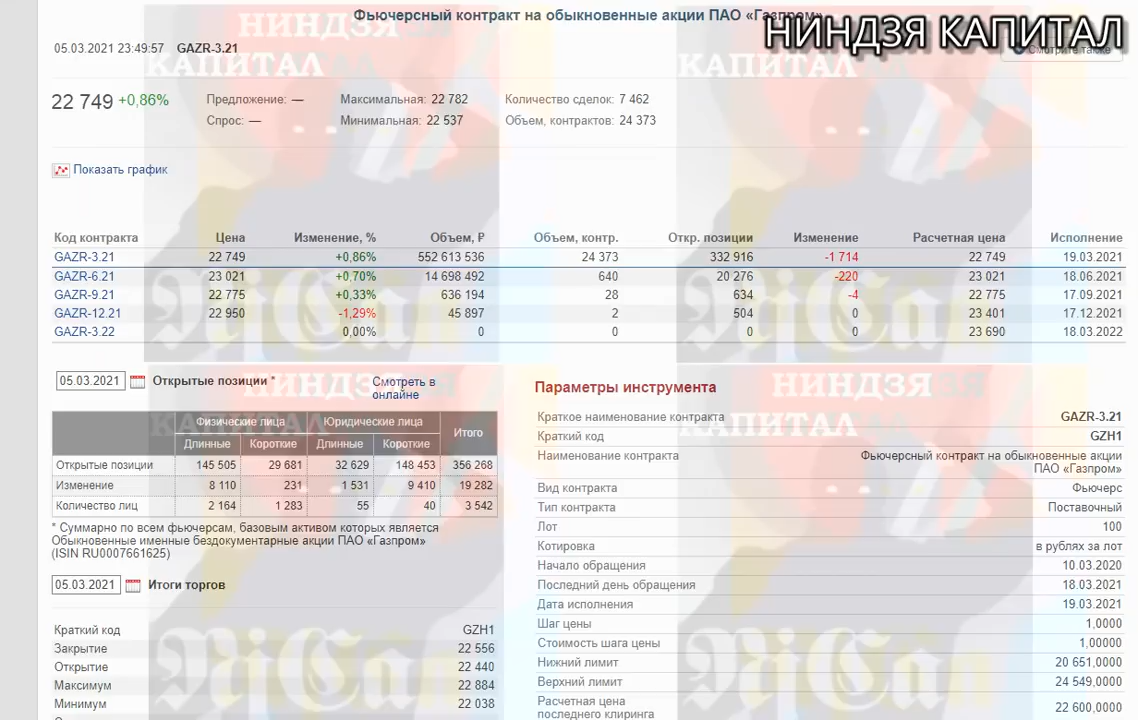 Фьючерсный контракт на обыкновенные акции ПАО «Газпром»
НИНДЗЯ КАПИТАЛ
05.03.2021 23:49:57 GAZR-3.21
Смотрите также
22 749 +0,86%
Предложение: — Максимальная: 22 782 Количество сделок: 7 462
Спрос: — Минимальная: 22 537 Объем, контрактов: 24 373
Показать график
Код контракта Цена Изменение, % Объем, ₽ Объем, контр. Откр. позиции Изменение Расчетная цена Исполнение
GAZR-3.21 22 749 +0,86% 552 613 536 24 373 332 916 -1 714 22 749 19.03.2021
GAZR-6.21 23 021 +0,70% 14 698 492 640 20 276 -220 23 021 18.06.2021
GAZR-9.21 22 775 +0,33% 636 194 28 634 -4 22 775 17.09.2021
GAZR-12.21 22 950 -1,29% 45 897 2 504 0 23 401 17.12.2021
GAZR-3.22 0,00% 0 0 0 0 23 690 18.03.2022
05.03.2021 Открытые позиции * Смотреть в
онлайне
Физические лица Юридические лица Итого
Длинные Короткие Длинные Короткие
Открытые позиции 145 505 29 681 32 629 148 453 356 268
Изменение 8 110 231 1 531 9 410 19 282
Количество лиц 2 164 1 283 55 40 3 542
* Суммарно по всем фьючерсам, базовым активом которых является
Обыкновенные именные бездокументарные акции ПАО «Газпром»
(ISIN RU0007661625)
05.03.2021 Итоги торгов
Краткий код GZH1
Закрытие 22 556
Открытие 22 440
Максимум 22 884
Минимум 22 038
Параметры инструмента
Краткое наименование контракта GAZR-3.21
Краткий код GZH1
Наименование контракта Фьючерсный контракт на обыкновенные акции
ПАО «Газпром»
Вид контракта Фьючерс
Тип контракта Поставочный
Лот 100
Котировка в рублях за лот
Начало обращения 10.03.2020
Последний день обращения 18.03.2021
Дата исполнения 19.03.2021
Шаг цены 1,0000
Стоимость шага цены 1,00000
Нижний лимит 20 651,0000
Верхний лимит 24 549,0000
Расчетная цена
последнего клиринга 22 600,0000
НИНДЗЯ
КАПИТАЛ
НИНДЗЯ
КАПИТАЛ
НИНДЗЯ
КАПИТАЛ
НИНДЗЯ
КАПИТАЛ
NiCap
NiCap
NiCap
NiCap